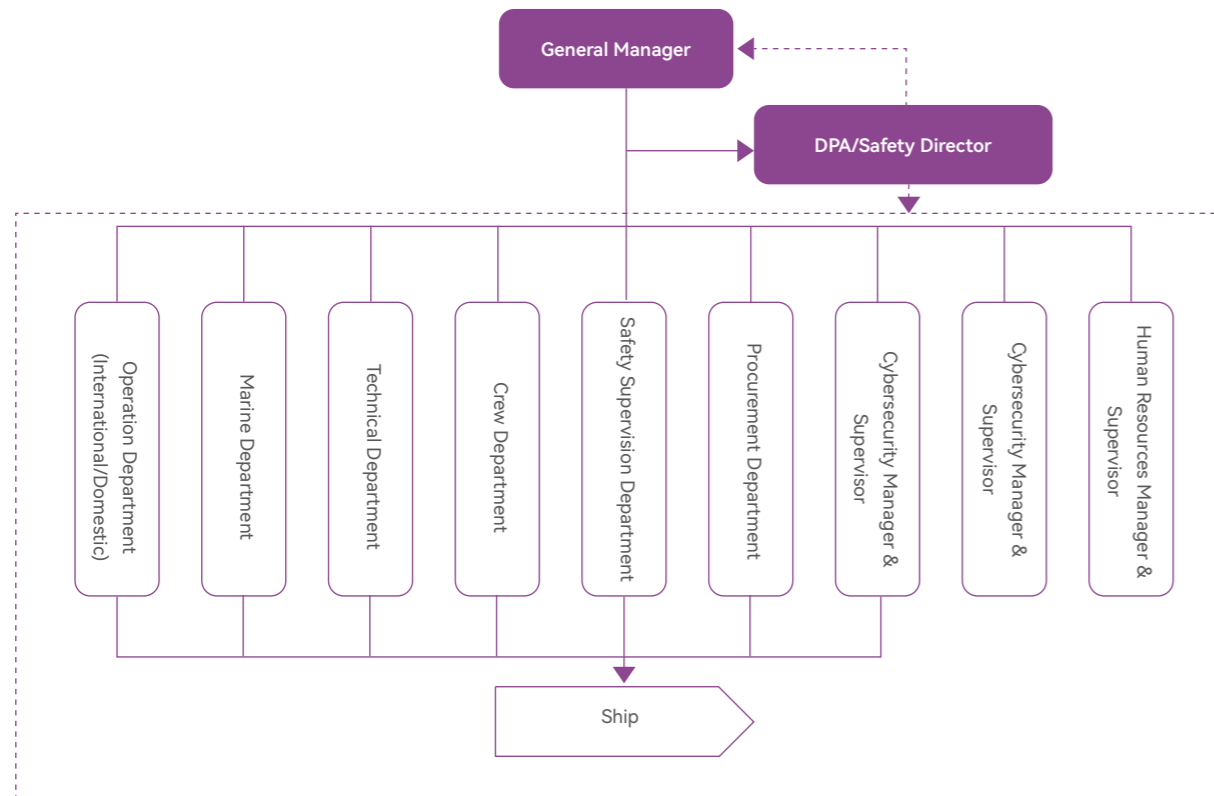 General Manager
DPA/Safety Director
Operation Department
(International/Domestic)
Marine Department
Technical Department
Crew Department
Safety Supervision Department
Procurement Department
Cybersecurity Manager &
Supervisor
Cybersecurity Manager &
Supervisor
Human Resources Manager &
Supervisor
Ship